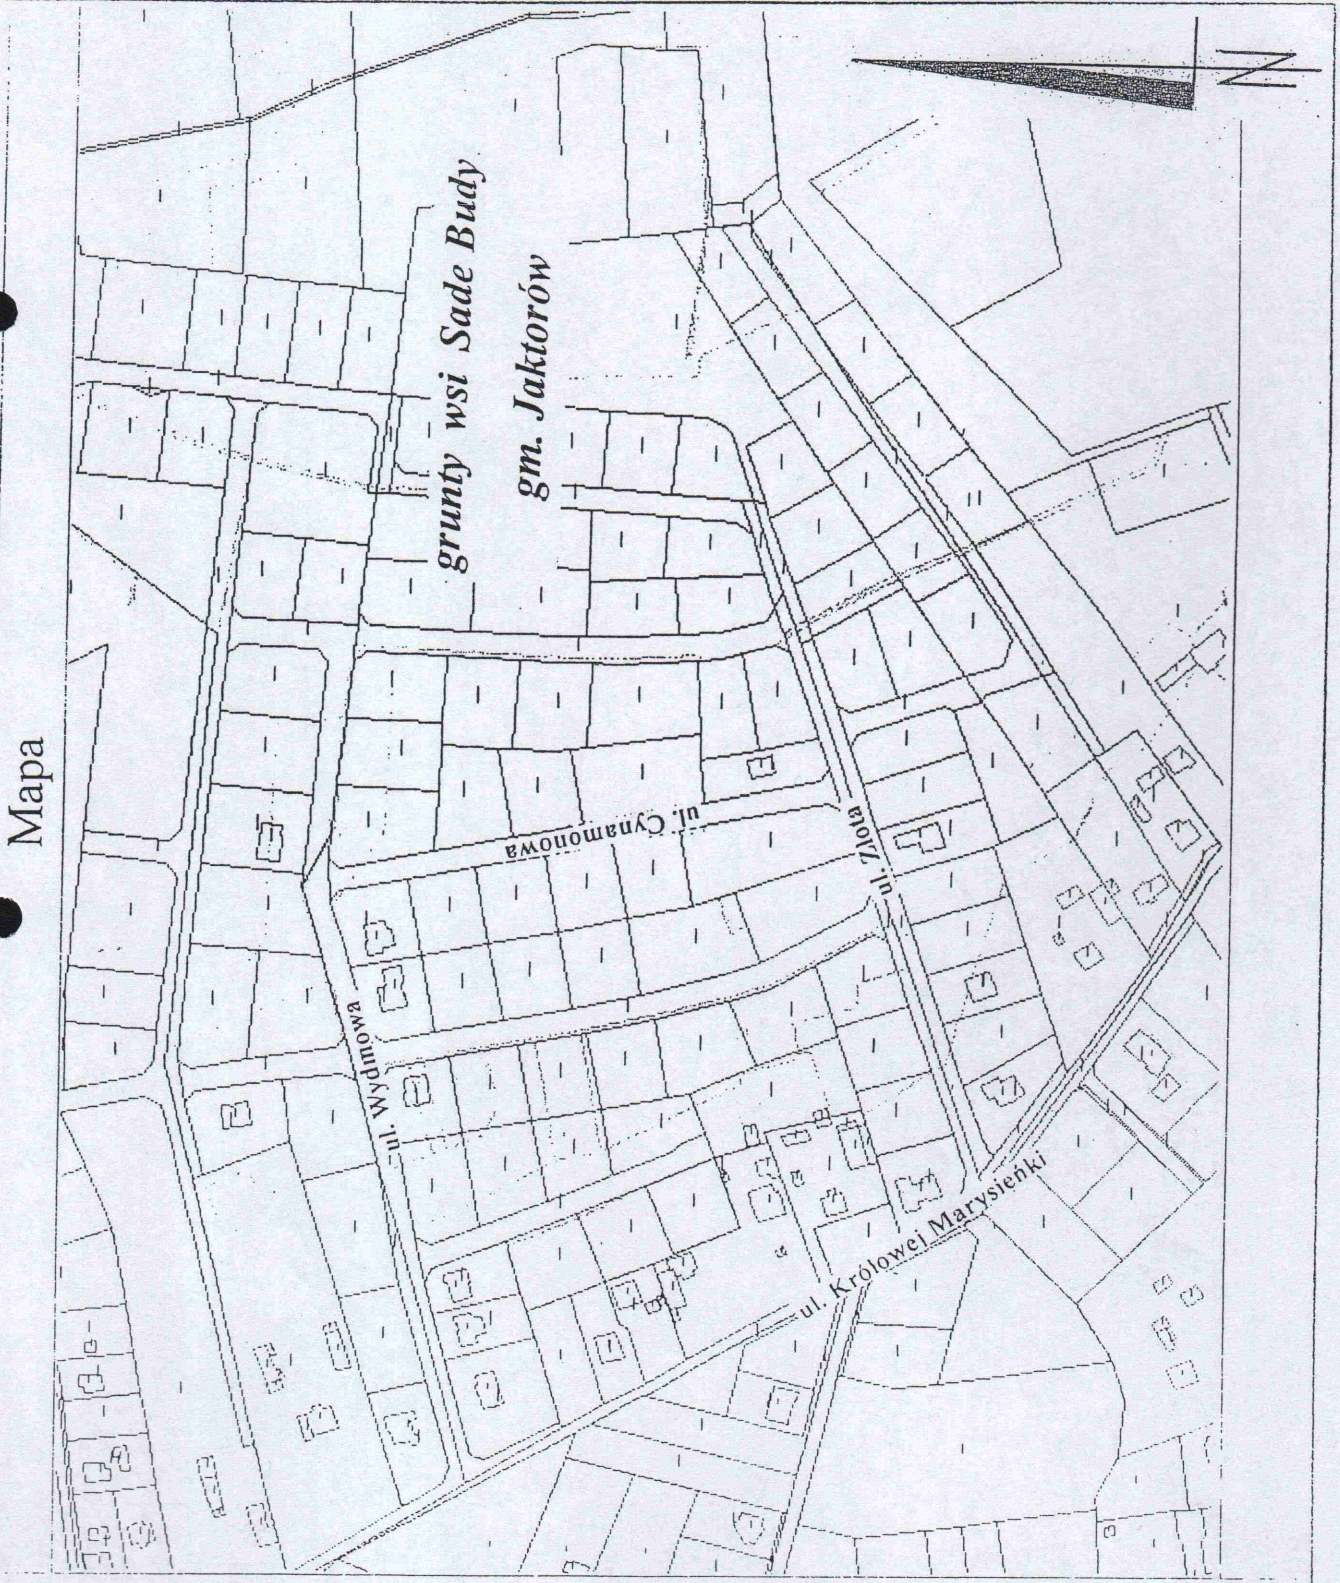 Mapa
grunty wsi Sade Budy
gm. Jaktorów
N
ul. Cynamonowa
ul. Złota
ul. Wydmowa
ul. Królowej Marysieńki